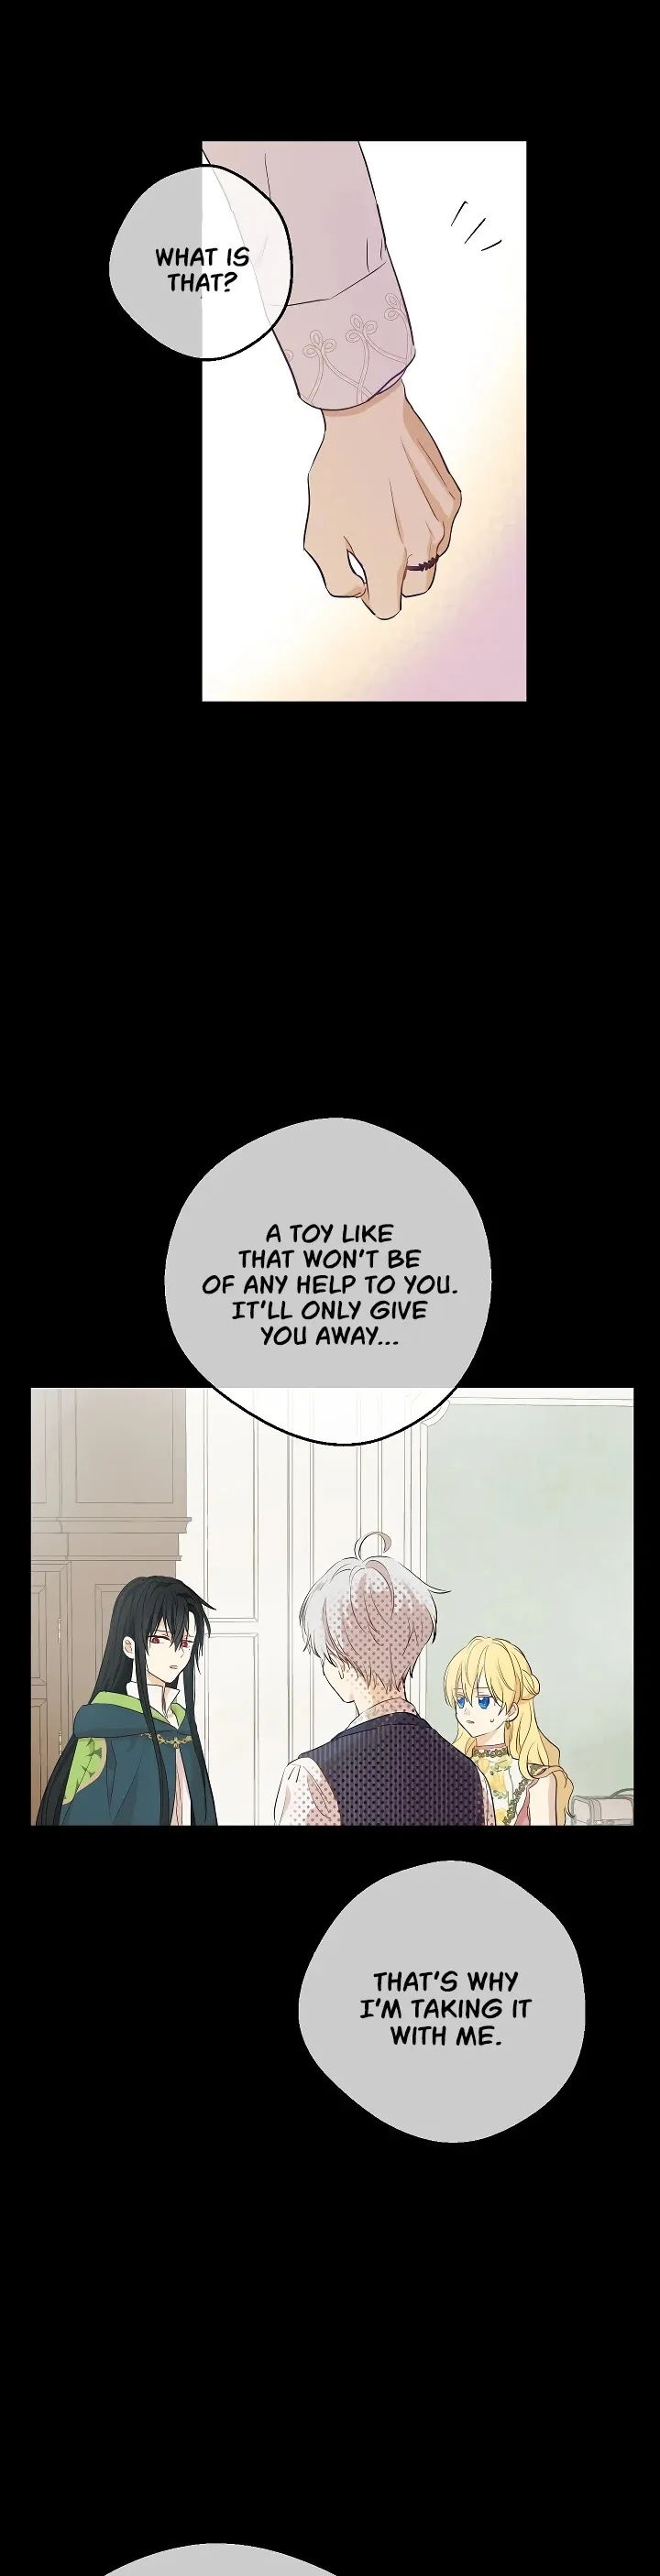 WHAT IS
THAT?
A TOY LIKE
THAT WON'T BE
OF ANY HELP TO YOU.
IT'LL ONLY GIVE
YOU AWAY...
THAT'S WHY
I'M TAKING IT
WITH ME.